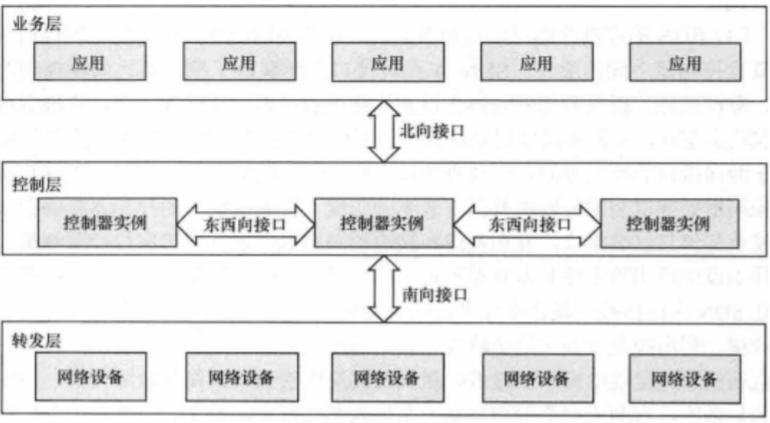 业务层
应用 应用 应用 应用 应用
北向接口
控制层
控制器实例 东西向接口 控制器实例 东西向接口 控制器实例
南向接口
转发层
网络设备 网络设备 网络设备 网络设备 网络设备